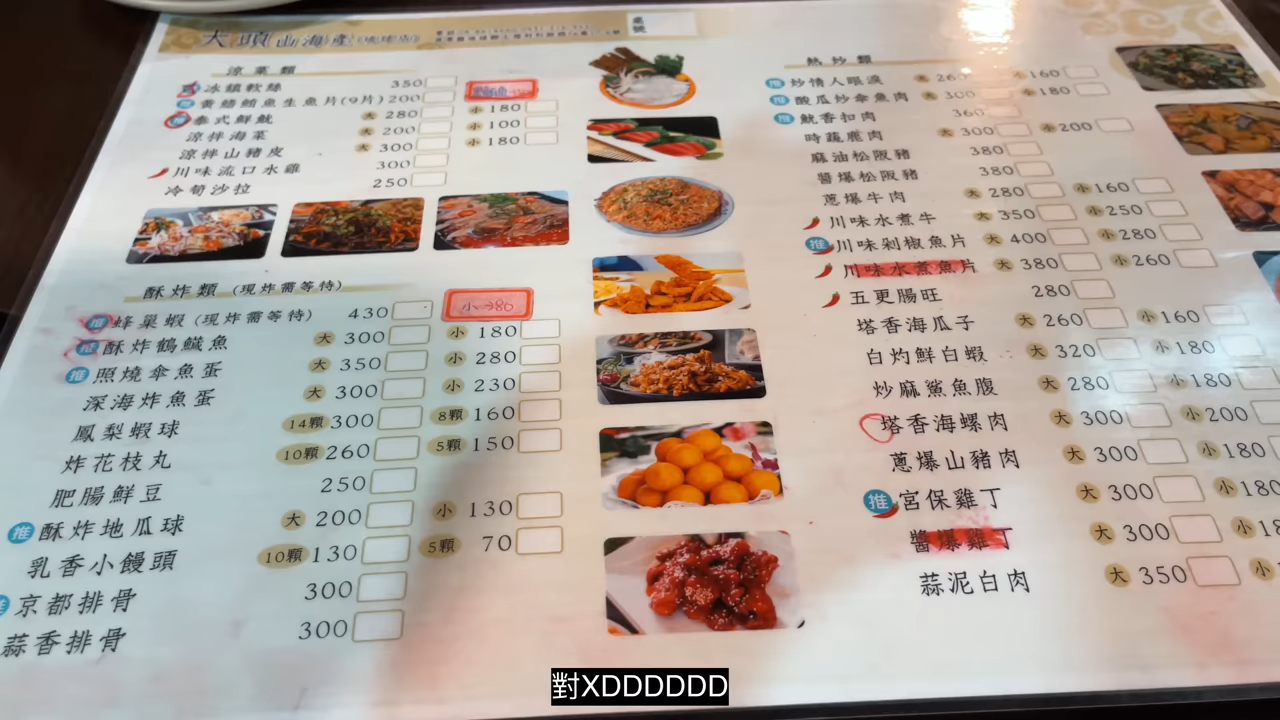 大頭山海產
桌號
涼菜類
冰鎮軟絲 350
推 黃鰭鮪魚生魚片(9片) 200
推 泰式鮮魷 大 280 小 180
涼拌海菜 大 200 小 100
涼拌山豬皮 大 300 小 180
川味流口水雞 300
冷筍沙拉 250
酥炸類 (現炸需等待)
推 蜂巢蝦 (現炸需等待) 430 小 380
推 酥炸鶴鱵魚 大 300 小 180
推 照燒傘魚蛋 大 350 小 280
深海炸魚蛋 大 300 小 230
鳳梨蝦球 14顆 300 8顆 160
炸花枝丸 10顆 260 5顆 150
肥腸鮮豆 250
推 酥炸地瓜球 大 200 小 130
乳香小饅頭 10顆 130 5顆 70
推 京都排骨 300
蒜香排骨 300
熱炒類
推 炒情人眼淚 大 260 小 160
推 酸瓜炒傘魚肉 大 300 小 180
推 魷香扣肉 360
時蔬鹿肉 大 300 小 200
麻油松阪豬 380
醬爆松阪豬 380
蔥爆牛肉 大 280 小 160
川味水煮牛 大 350 小 250
推 川味剁椒魚片 大 400 小 280
川味水煮魚片 大 380 小 260
五更腸旺 280
塔香海瓜子 大 260 小 160
白灼鮮白蝦 大 320 小 180
炒麻鯊魚腹 大 280 小 180
塔香海螺肉 大 300 小 200
蔥爆山豬肉 大 300 小 180
推 宮保雞丁 大 300 小 180
醬爆雞丁 大 300 小
蒜泥白肉 大 350 小
對XDDDDDD